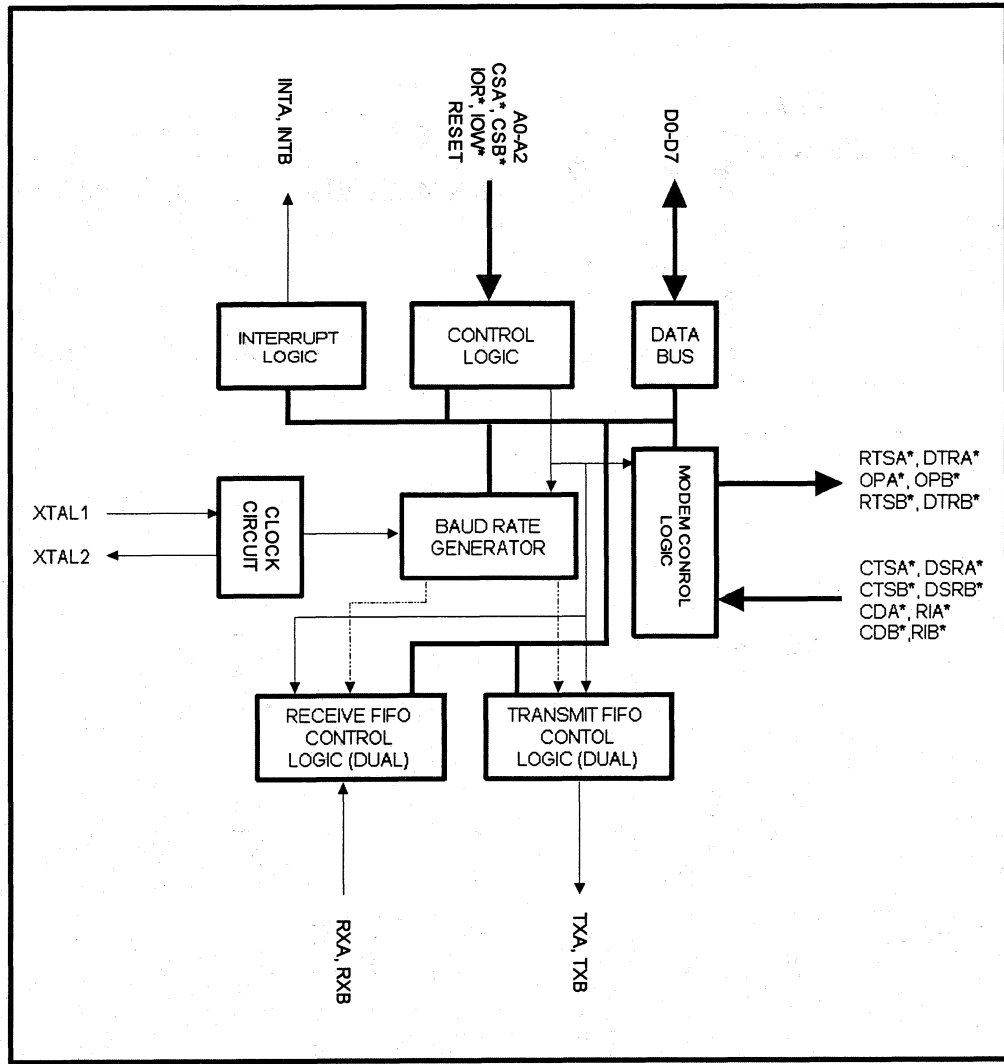 INTA, INTB
A0-A2
CSA*, CSB*
IOR*, IOW*
RESET
D0-D7
INTERRUPT
LOGIC
CONTROL
LOGIC
DATA
BUS
XTAL1
XTAL2
CLOCK
CIRCUIT
BAUD RATE
GENERATOR
MODEM CONROL
LOGIC
RTSA*, DTRA*
OPA*, OPB*
RTSB*, DTRB*
CTSA*, DSRA*
CTSB*, DSRB*
CDA*, RIA*
CDB*,RIB*
RECEIVE FIFO
CONTROL
LOGIC (DUAL)
TRANSMIT FIFO
CONTOL
LOGIC (DUAL)
RXA, RXB
TXA, TXB